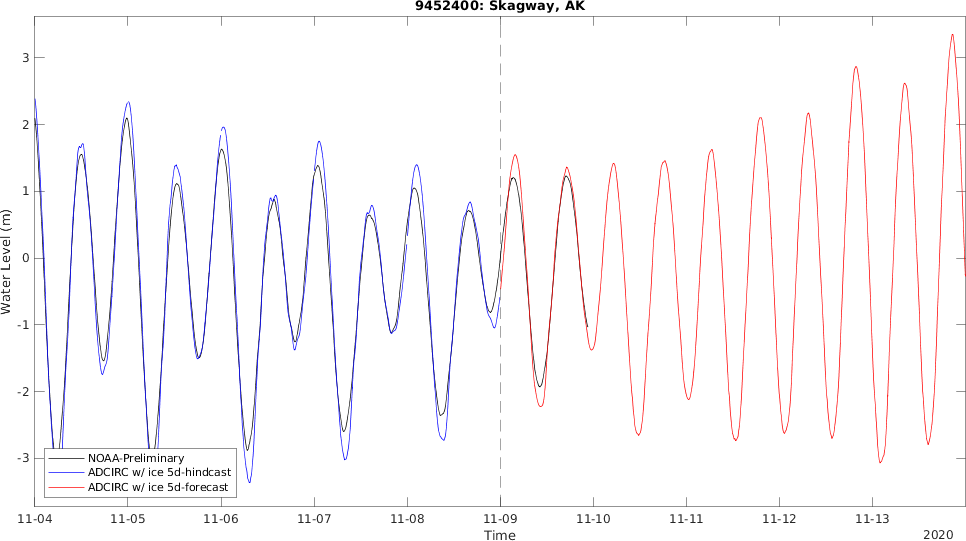 9452400: Skagway, AK
3
2
1
0
-1
-2
-3
Water Level (m)
NOAA-Preliminary
ADCIRC w/ ice 5d-hindcast
ADCIRC w/ ice 5d-forecast
11-04 11-05 11-06 11-07 11-08 11-09 11-10 11-11 11-12 11-13
Time
2020